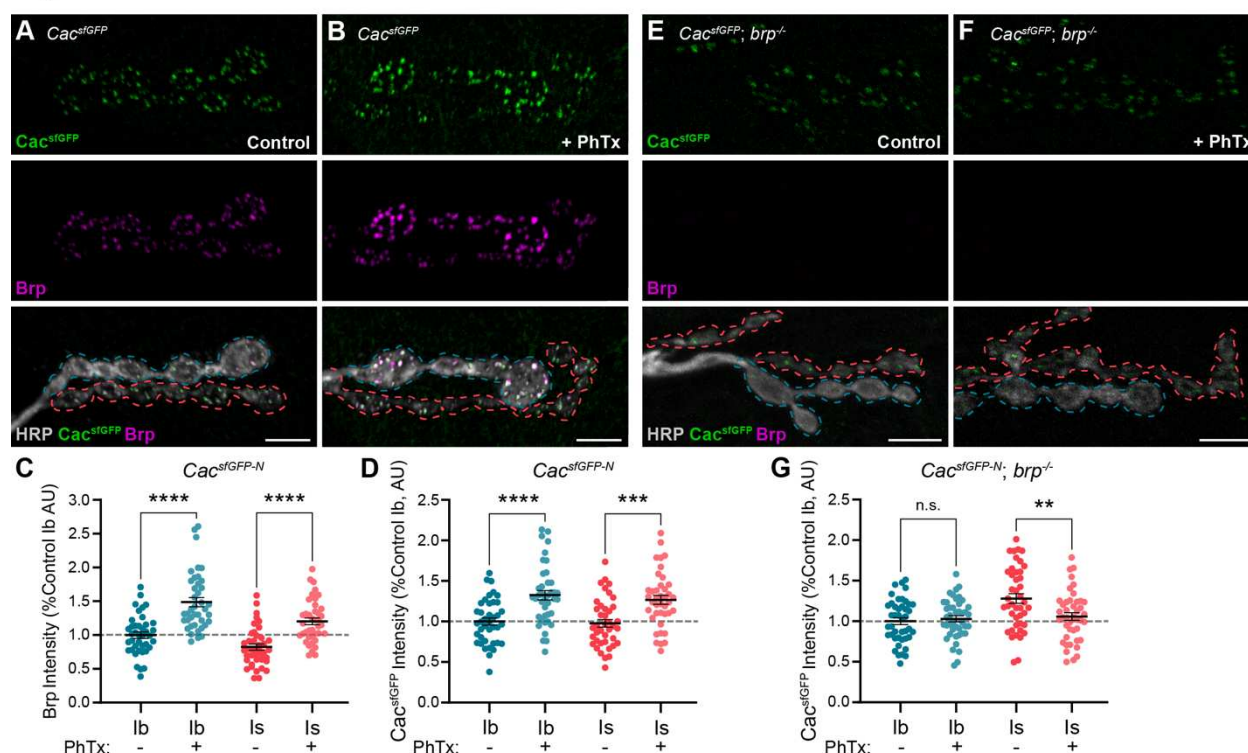 A Cac^sfGFP
Cac^sfGFP
Control
Brp
HRP Cac^sfGFP Brp
B Cac^sfGFP
+ PhTx
E Cac^sfGFP; brp^-/-
Cac^sfGFP
Control
Brp
HRP Cac^sfGFP Brp
F Cac^sfGFP; brp^-/-
+ PhTx
C Cac^sfGFP-N
Brp Intensity (%Control Ib, AU)
3.0
2.5
2.0
1.5
1.0
0.5
0.0
****
****
Ib Ib Is Is
PhTx: - + - +
D Cac^sfGFP-N
Cac^sfGFP Intensity (%Control Ib, AU)
2.5
2.0
1.5
1.0
0.5
0.0
****
***
Ib Ib Is Is
PhTx: - + - +
G Cac^sfGFP-N; brp^-/-
Cac^sfGFP Intensity (%Control Ib, AU)
2.5
2.0
1.5
1.0
0.5
0.0
n.s.
**
Ib Ib Is Is
PhTx: - + - +